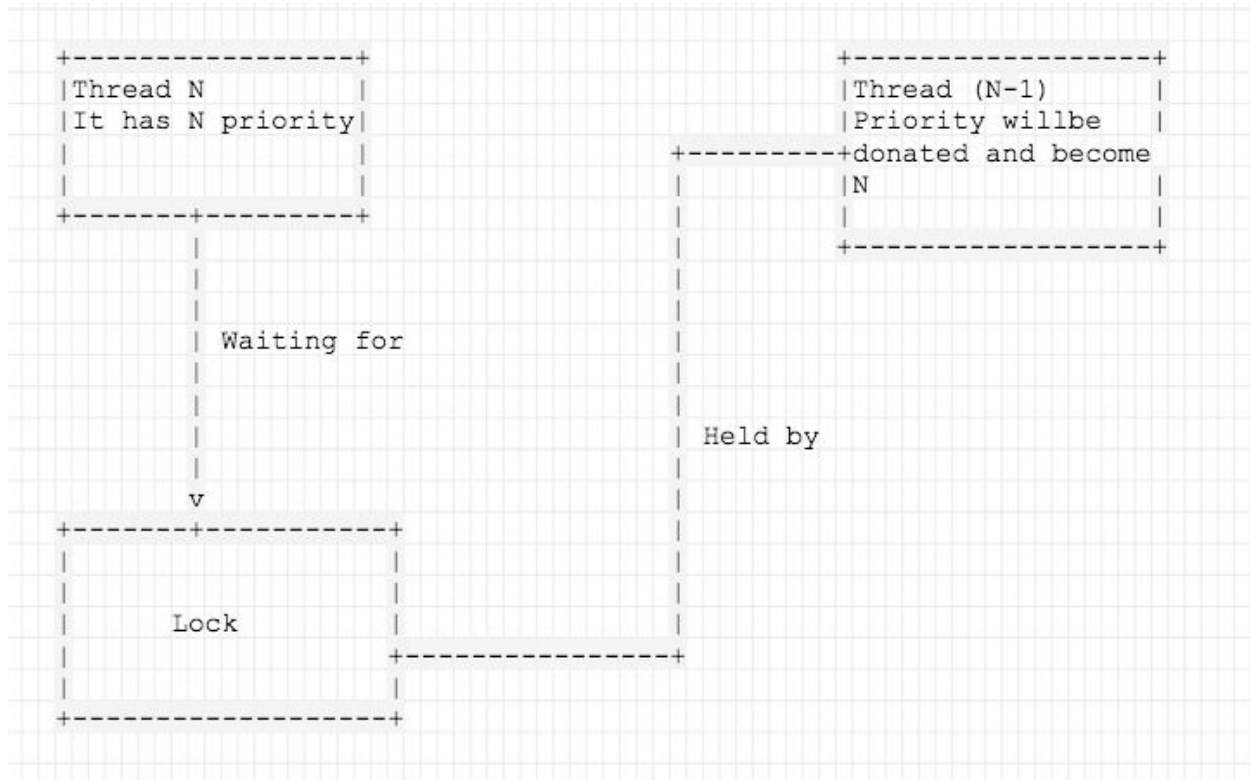 Thread N
It has N priority
Thread (N-1)
Priority willbe
donated and become
N
Waiting for
Held by
v
Lock